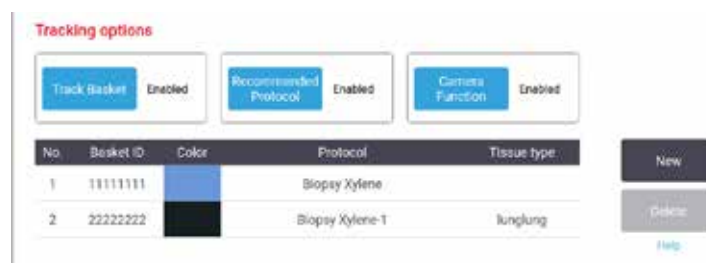 Tracking options
Track Basket Enabled
Recommended Protocol Enabled
Camera Function Enabled
No. Basket ID Color Protocol Tissue type
1 11111111 Biopsy Xylene
2 22222222 Biopsy Xylene-1 lunglung
New
Delete
Help